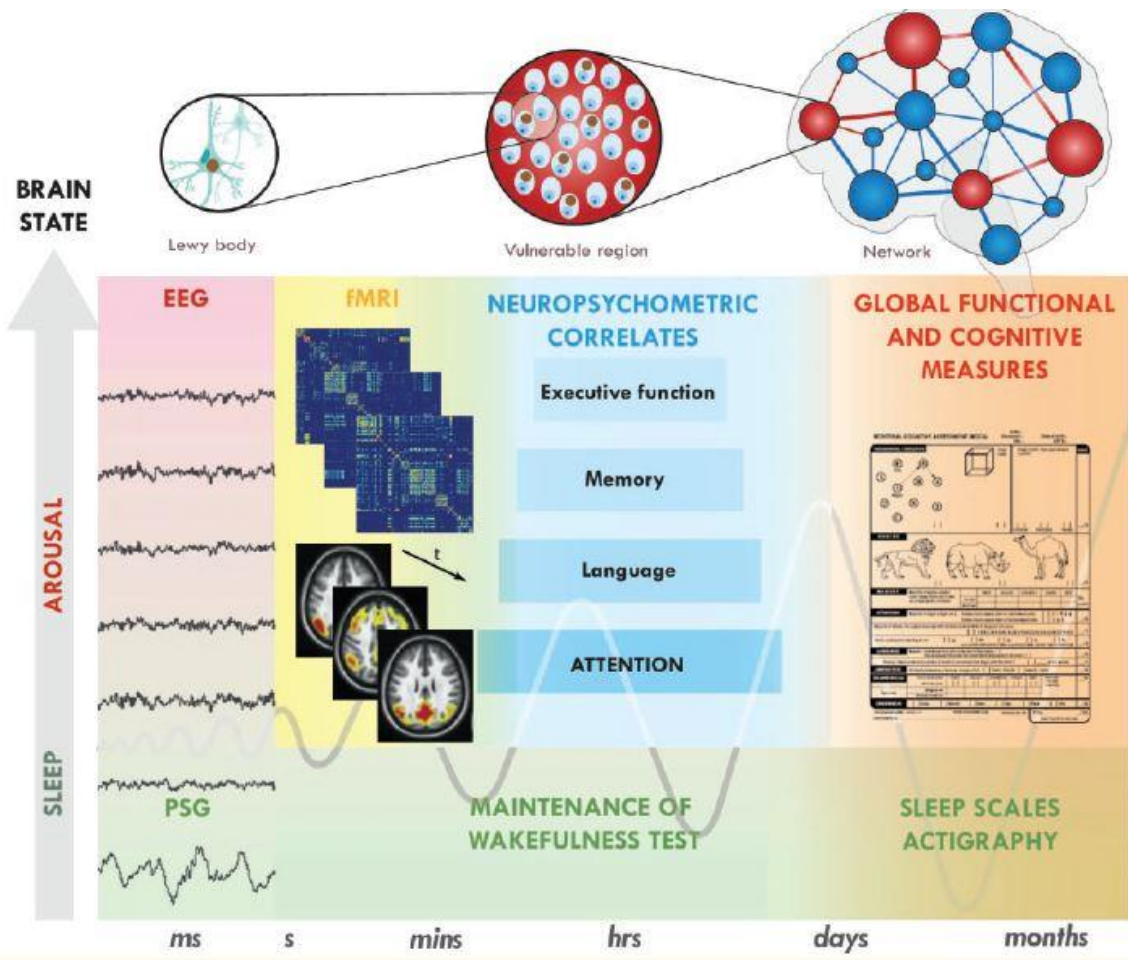 BRAIN
STATE
Lewy body
Vulnerable region
Network
EEG
fMRI
NEUROPSYCHOMETRIC
CORRELATES
GLOBAL FUNCTIONAL
AND COGNITIVE
MEASURES
Executive function
Memory
Language
ATTENTION
t
AROUSAL
SLEEP
PSG
MAINTENANCE OF
WAKEFULNESS TEST
SLEEP SCALES
ACTIGRAPHY
ms
s
mins
hrs
days
months